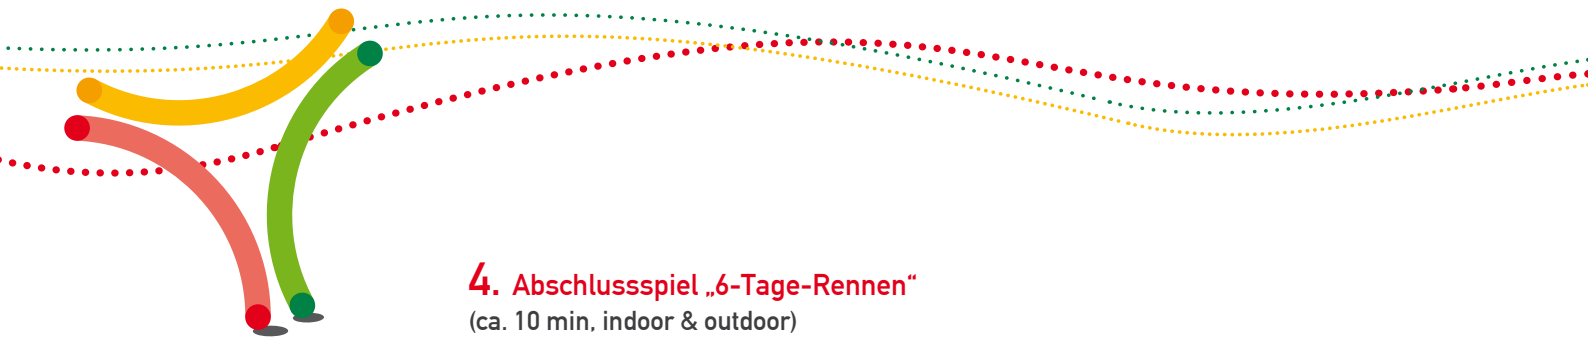 4. Abschlussspiel „6-Tage-Rennen“
(ca. 10 min, indoor & outdoor)